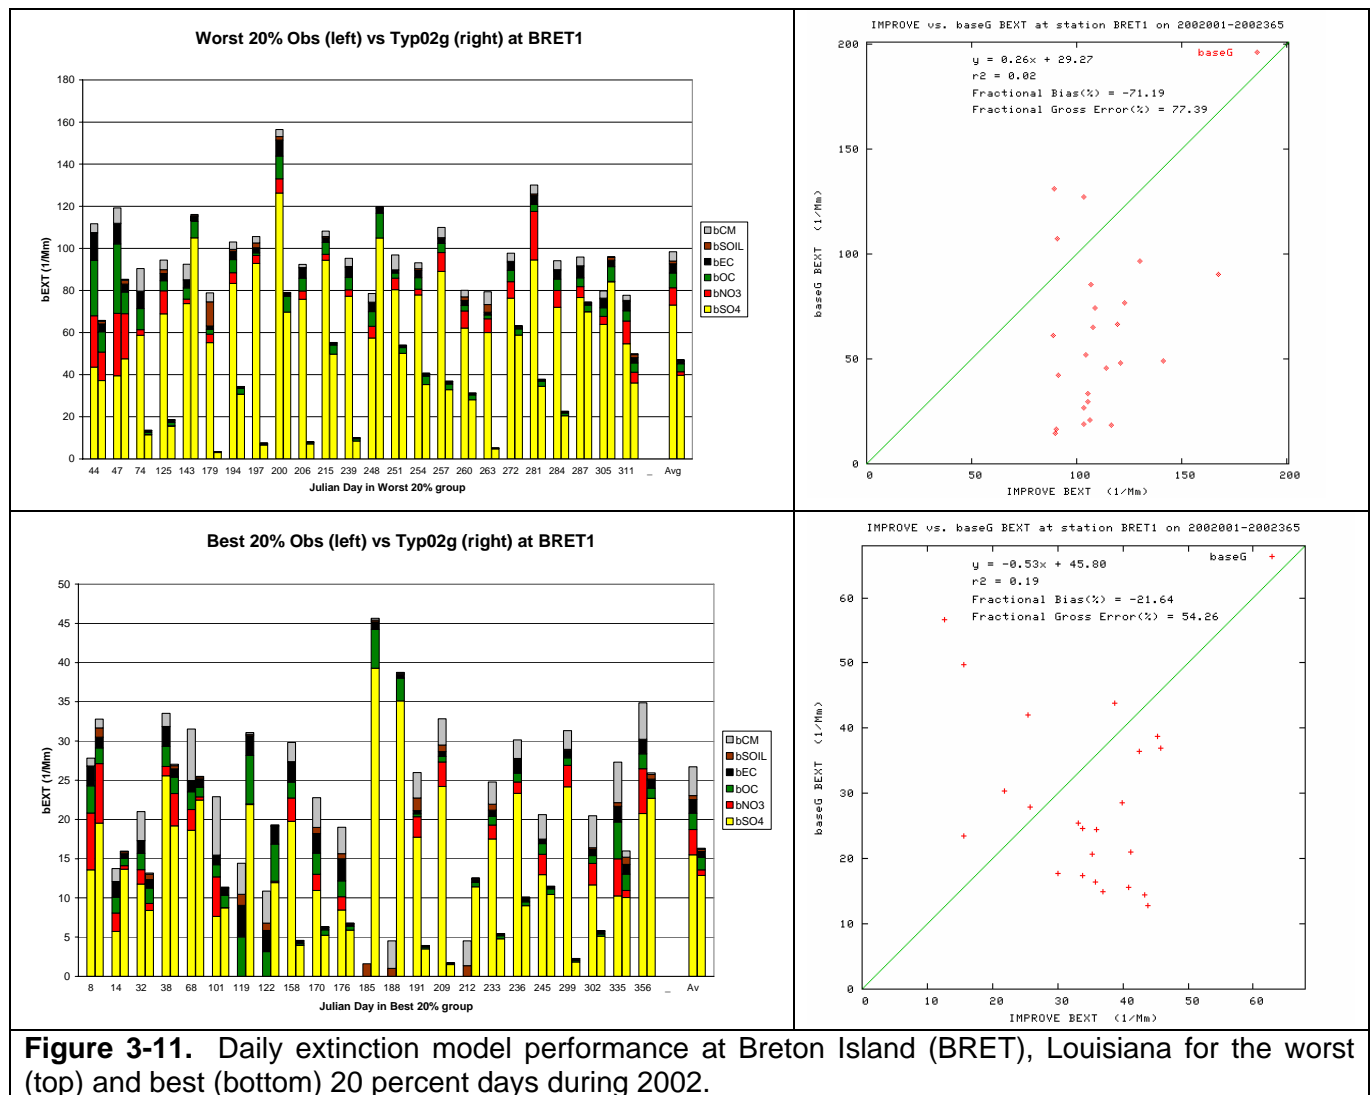 Worst 20% Obs (left) vs Typ02g (right) at BRET1
180
160
140
120
100
80
60
40
20
0
bEXT (1/Mm)
bCM
bSOIL
bEC
bOC
bNO3
bSO4
44 47 74 125 143 179 194 197 200 206 215 239 248 251 254 257 260 263 272 281 284 287 305 311 _ Avg
Julian Day in Worst 20% group
IMPROVE vs. baseG BEXT at station BRET1 on 2002001-2002365
200
150
100
50
0
baseG BEXT (1/Mm)
baseG
y = 0.26x + 29.27
r2 = 0.02
Fractional Bias(%) = -71.19
Fractional Gross Error(%) = 77.39
0 50 100 150 200
IMPROVE BEXT (1/Mm)
Best 20% Obs (left) vs Typ02g (right) at BRET1
50
45
40
35
30
25
20
15
10
5
0
bEXT (1/Mm)
bCM
bSOIL
bEC
bOC
bNO3
bSO4
8 14 32 38 68 101 119 122 158 170 176 185 188 191 209 212 233 236 245 299 302 335 356 _ Av
Julian Day in Best 20% group
IMPROVE vs. baseG BEXT at station BRET1 on 2002001-2002365
60
50
40
30
20
10
0
baseG BEXT (1/Mm)
baseG
y = -0.53x + 45.80
r2 = 0.19
Fractional Bias(%) = -21.64
Fractional Gross Error(%) = 54.26
0 10 20 30 40 50 60
IMPROVE BEXT (1/Mm)
Figure 3-11. Daily extinction model performance at Breton Island (BRET), Louisiana for the worst
(top) and best (bottom) 20 percent days during 2002.